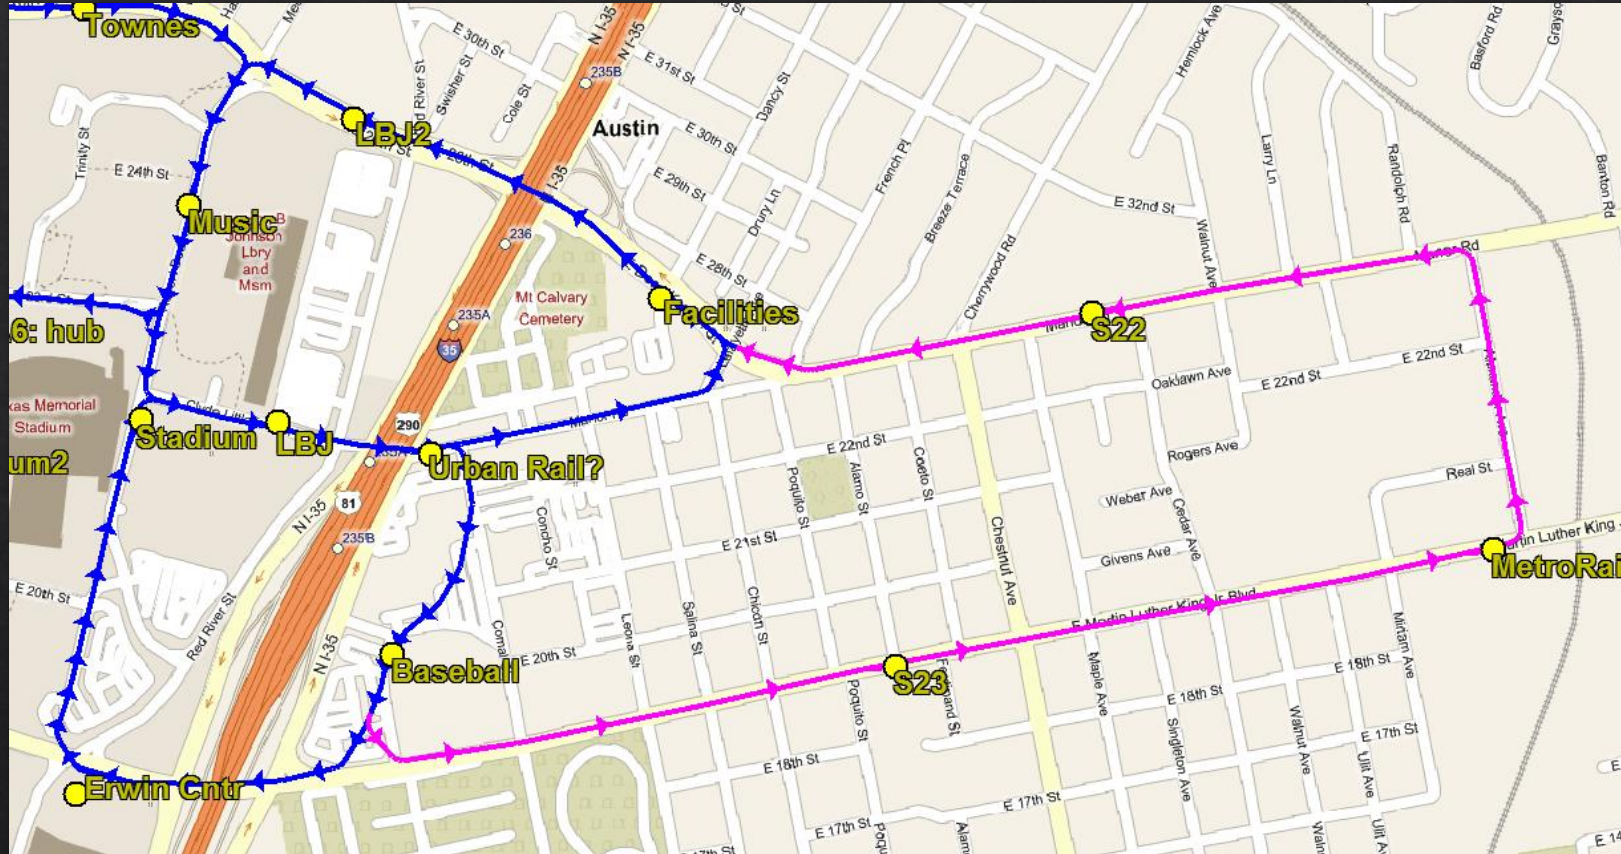 Townes
E 30th St
Swisher St
Cole St
N I-35
N I-35
235B
E 31st St
Dancy St
Hemlock Ave
Basford Rd
LBJ2
Austin
E 30th St
French Pl
Larry Ln
Randolph Rd
Banton Rd
Trinity St
E 24th St
28th St
I-35
E 29th St
Drury Ln
Breeze Terrace
E 32nd St
Walnut Ave
Music
Johnson
Lbry
and
Msm
236
E 28th St
Cherrywood Rd
Mt Calvary
Cemetery
Facilities
S22
6: hub
235A
35
E 22nd St
Oaklawn Ave
E 22nd St
xas Memorial
Stadium
Stadium
LBJ
290
Urban Rail?
um2
E 22nd St
Rogers Ave
Real St
Poquito St
Alamo St
Coleto St
Weber Ave
Cedar Ave
81
N I-35
235B
Concho St
E 21st St
Chestnut Ave
Givens Ave
MetroRai
E 20th St
Red River St
N I-35
Leona St
Salina St
Chicon St
E Martin Luther King Jr Blvd
Baseball
E 20th St
S23
Maple Ave
Miriam Ave
E 18th St
E 18th St
Poquito St
Singleton Ave
Walnut Ave
Ulit Ave
E 17th St
Erwin Cntr
E 18th St
E 17th St
E 17th St